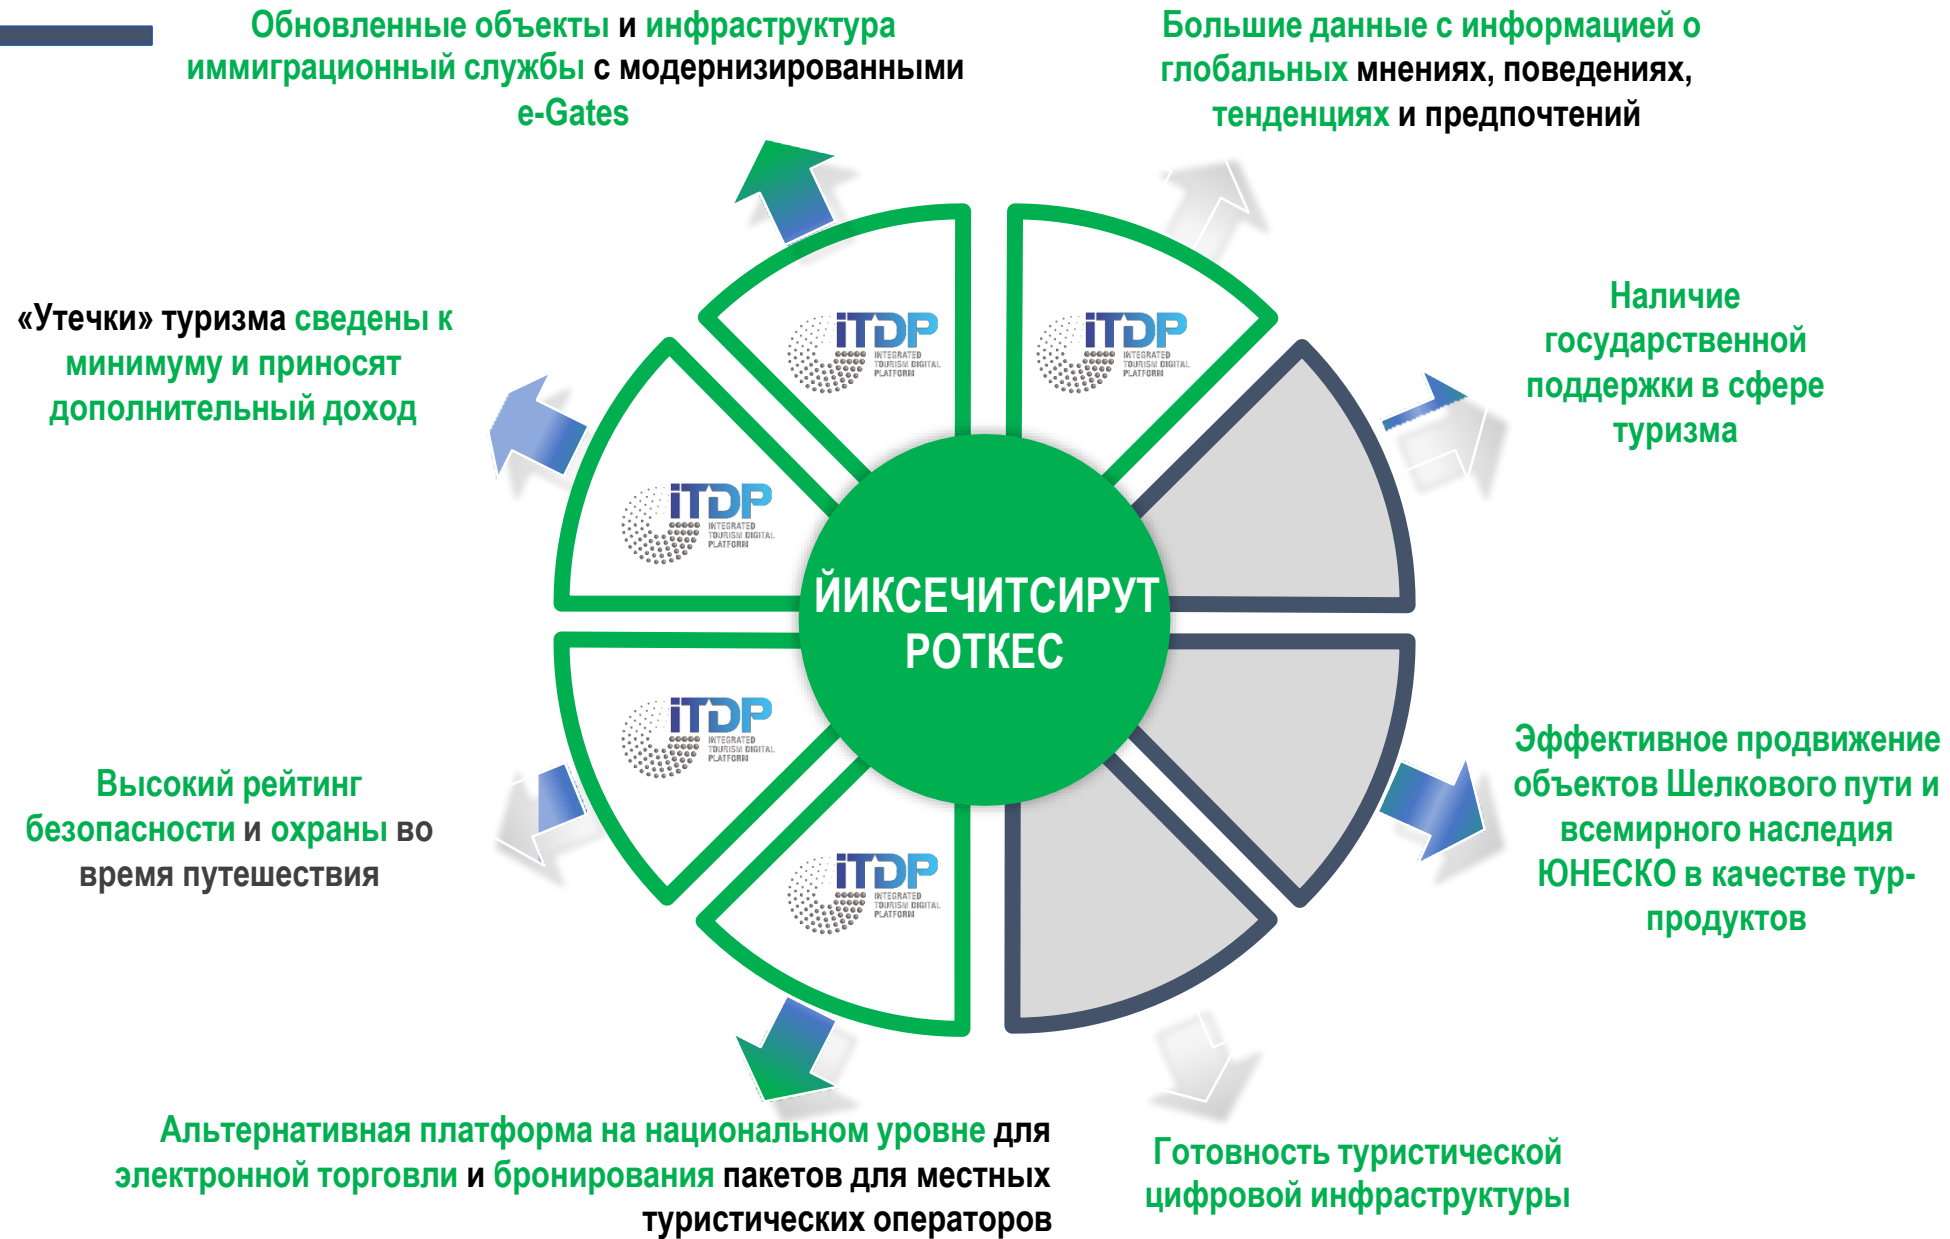 Обновленные объекты и инфраструктура
иммиграционный службы с модернизированными
e-Gates
Большие данные с информацией о
глобальных мнениях, поведениях,
тенденциях и предпочтений
«Утечки» туризма сведены к
минимуму и приносят
дополнительный доход
Наличие
государственной
поддержки в сфере
туризма
iTDP
INTEGRATED
TOURISM DIGITAL
PLATFORM
iTDP
INTEGRATED
TOURISM DIGITAL
PLATFORM
iTDP
INTEGRATED
TOURISM DIGITAL
PLATFORM
ЙИКСЕЧИТСИРУТ
РОТКЕС
iTDP
INTEGRATED
TOURISM DIGITAL
PLATFORM
iTDP
INTEGRATED
TOURISM DIGITAL
PLATFORM
Высокий рейтинг
безопасности и охраны во
время путешествия
Эффективное продвижение
объектов Шелкового пути и
всемирного наследия
ЮНЕСКО в качестве тур-
продуктов
Альтернативная платформа на национальном уровне для
электронной торговли и бронирования пакетов для местных
туристических операторов
Готовность туристической
цифровой инфраструктуры